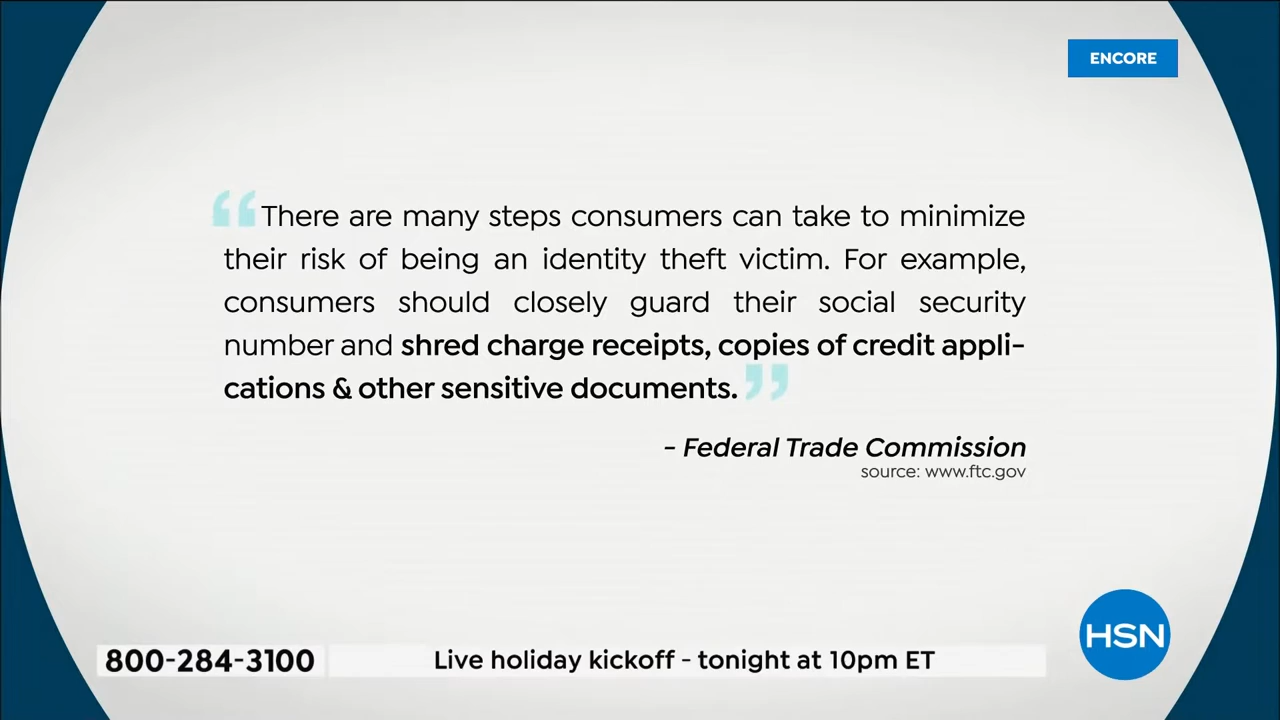 ENCORE
“There are many steps consumers can take to minimize
their risk of being an identity theft victim. For example,
consumers should closely guard their social security
number and shred charge receipts, copies of credit appli-
cations & other sensitive documents.”
- Federal Trade Commission
source: www.ftc.gov
HSN
800-284-3100 Live holiday kickoff - tonight at 10pm ET